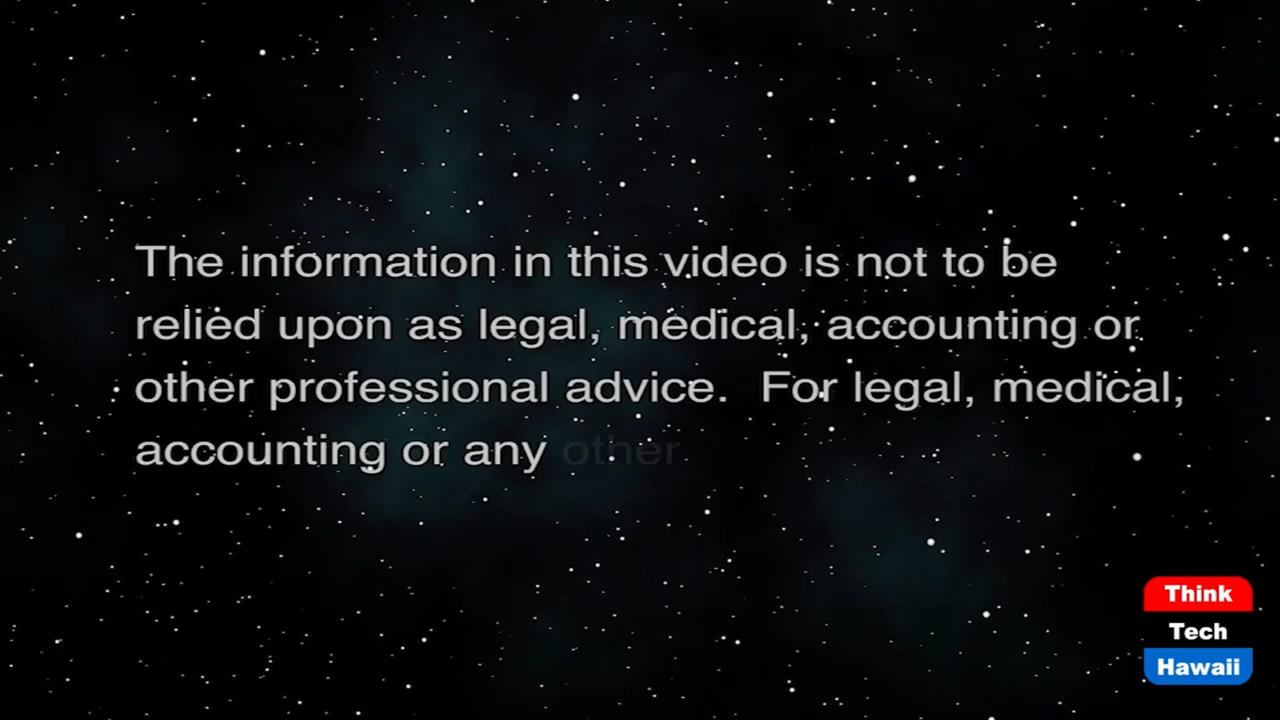 The information in this video is not to be
relied upon as legal, medical, accounting or
other professional advice.  For legal, medical,
accounting or any other
Think
Tech
Hawaii